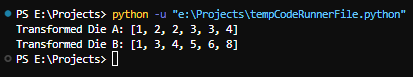 PS E:\Projects> python -u "e:\Projects\tempCodeRunnerFile.python"
Transformed Die A: [1, 2, 2, 3, 3, 4]
Transformed Die B: [1, 3, 4, 5, 6, 8]
PS E:\Projects>